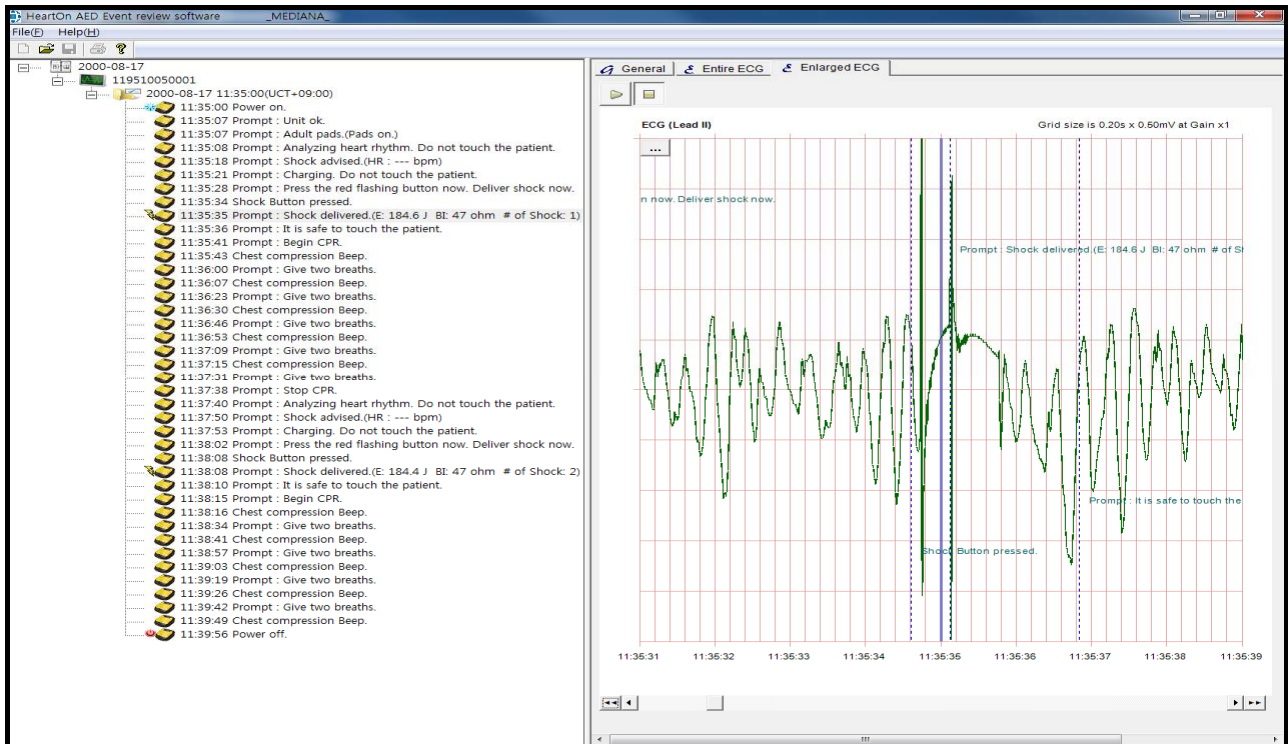 HeartOn AED Event review software _MEDIANA_
File(F) Help(H)
2000-08-17
119510050001
2000-08-17 11:35:00(UCT+09:00)
11:35:00 Power on.
11:35:07 Prompt : Unit ok.
11:35:07 Prompt : Adult pads.(Pads on.)
11:35:08 Prompt : Analyzing heart rhythm. Do not touch the patient.
11:35:18 Prompt : Shock advised.(HR : --- bpm)
11:35:21 Prompt : Charging. Do not touch the patient.
11:35:28 Prompt : Press the red flashing button now. Deliver shock now.
11:35:34 Shock Button pressed.
11:35:35 Prompt : Shock delivered.(E: 184.6 J BI: 47 ohm # of Shock: 1)
11:35:36 Prompt : It is safe to touch the patient.
11:35:41 Prompt : Begin CPR.
11:35:43 Chest compression Beep.
11:36:00 Prompt : Give two breaths.
11:36:07 Chest compression Beep.
11:36:23 Prompt : Give two breaths.
11:36:30 Chest compression Beep.
11:36:46 Prompt : Give two breaths.
11:36:53 Chest compression Beep.
11:37:09 Prompt : Give two breaths.
11:37:15 Chest compression Beep.
11:37:31 Prompt : Give two breaths.
11:37:38 Prompt : Stop CPR.
11:37:40 Prompt : Analyzing heart rhythm. Do not touch the patient.
11:37:50 Prompt : Shock advised.(HR : --- bpm)
11:37:53 Prompt : Charging. Do not touch the patient.
11:38:02 Prompt : Press the red flashing button now. Deliver shock now.
11:38:08 Shock Button pressed.
11:38:08 Prompt : Shock delivered.(E: 184.4 J BI: 47 ohm # of Shock: 2)
11:38:10 Prompt : It is safe to touch the patient.
11:38:15 Prompt : Begin CPR.
11:38:16 Chest compression Beep.
11:38:34 Prompt : Give two breaths.
11:38:41 Chest compression Beep.
11:38:57 Prompt : Give two breaths.
11:39:03 Chest compression Beep.
11:39:19 Prompt : Give two breaths.
11:39:26 Chest compression Beep.
11:39:42 Prompt : Give two breaths.
11:39:49 Chest compression Beep.
11:39:56 Power off.
General Entire ECG Enlarged ECG
ECG (Lead II) Grid size is 0.20s x 0.50mV at Gain x1
...
n now. Deliver shock now.
Prompt : Shock delivered.(E: 184.6 J BI: 47 ohm # of S
Prompt : It is safe to touch the
Shock Button pressed.
11:35:31 11:35:32 11:35:33 11:35:34 11:35:35 11:35:36 11:35:37 11:35:38 11:35:39